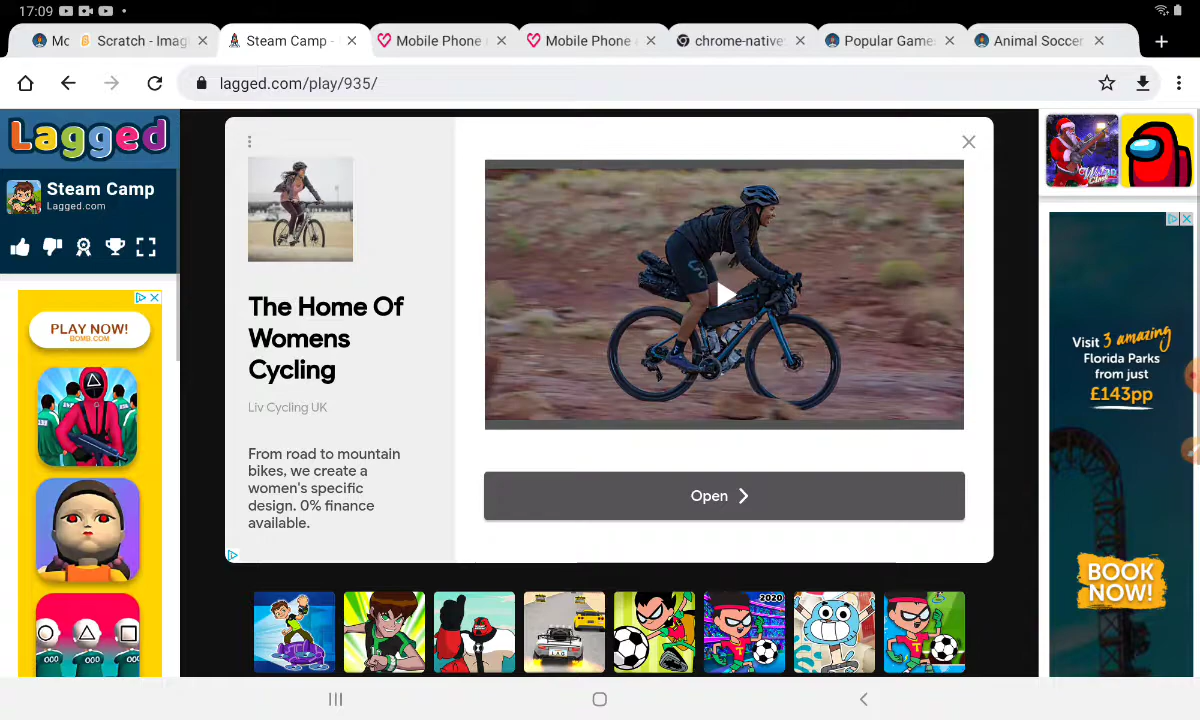 17:09
Mc
Scratch - Imag
Steam Camp -
Mobile Phone
Mobile Phone
chrome-native
Popular Game
Animal Soccer
lagged.com/play/935/
Lagged
Steam Camp
Lagged.com
PLAY NOW!
BOMB.COM
The Home Of
Womens
Cycling
Liv Cycling UK
From road to mountain
bikes, we create a
women's specific
design. 0% finance
available.
Open
Visit 3 amazing
Florida Parks
from just
£143pp
BOOK
NOW!
2020